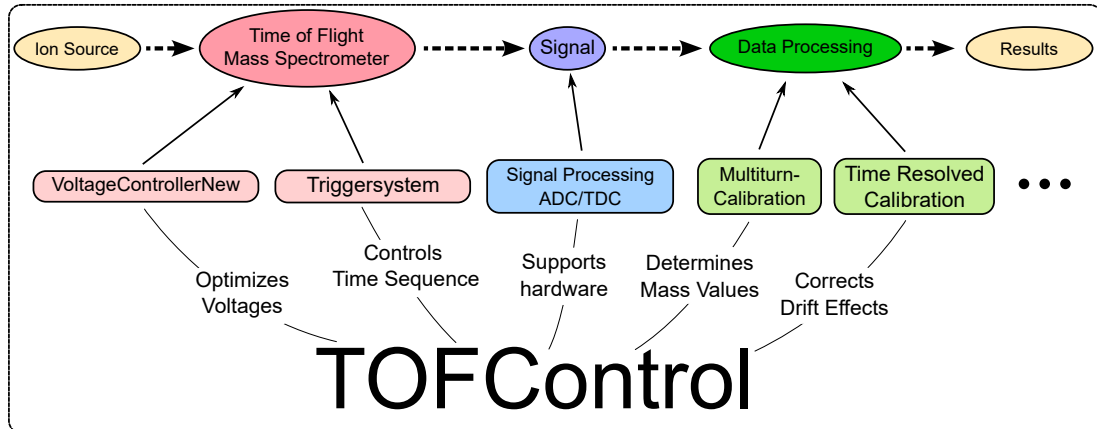 Ion Source
Time of Flight
Mass Spectrometer
Signal
Data Processing
Results
VoltageControllerNew
Triggersystem
Signal Processing
ADC/TDC
Multiturn-
Calibration
Time Resolved
Calibration
Optimizes
Voltages
Controls
Time Sequence
Supports
hardware
Determines
Mass Values
Corrects
Drift Effects
TOFControl